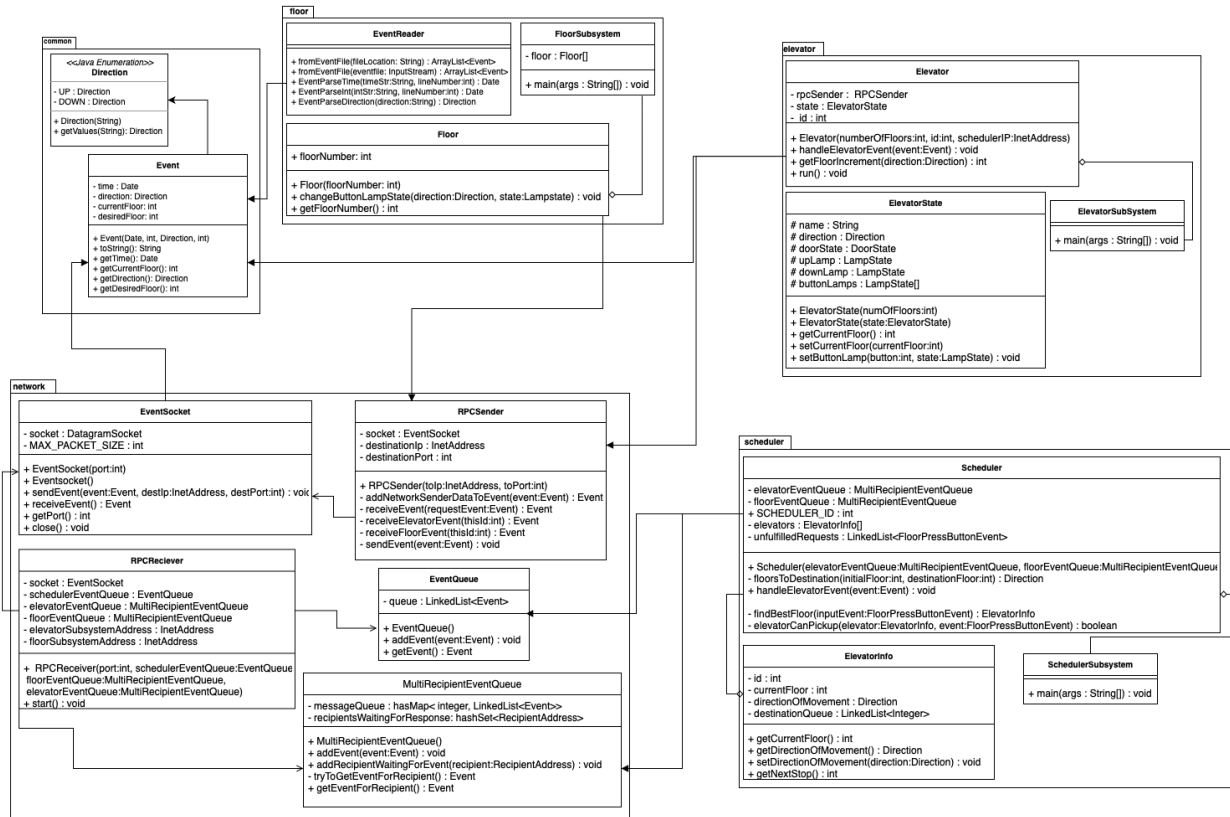 floor
EventReader
+ fromEventFile(fileLocation: String) : ArrayList<Event>
+ fromEventFile(eventfile: InputStream) : ArrayList<Event>
+ EventParseTime(timeStr:String, lineNumber:int) : Date
+ EventParseInt(intStr:String, lineNumber:int) : Date
+ EventParseDirection(direction:String) : Direction
FloorSubsystem
- floor : Floor[]
+ main(args : String[]) : void
Floor
+ floorNumber: int
+ Floor(floorNumber: int)
+ changeButtonLampState(direction:Direction, state:Lampstate) : void
+ getFloorNumber() : int
common
<<Java Enumeration>>
Direction
- UP : Direction
- DOWN : Direction
+ Direction(String)
+ getValues(String): Direction
Event
- time : Date
- direction: Direction
- currentFloor: int
- desiredFloor: int
+ Event(Date, int, Direction, int)
+ toString(): String
+ getTime(): Date
+ getCurrentFloor(): int
+ getDirection(): Direction
+ getDesiredFloor(): int
elevator
Elevator
- rpcSender : RPCSender
- state : ElevatorState
- id : int
+ Elevator(numberOfFloors:int, id:int, schedulerIP:InetAddress)
+ handleElevatorEvent(event:Event) : void
+ getFloorIncrement(direction:Direction) : int
+ run() : void
ElevatorState
# name : String
# direction : Direction
# doorState : DoorState
# upLamp : LampState
# downLamp : LampState
# buttonLamps : LampState[]
+ ElevatorState(numOfFloors:int)
+ ElevatorState(state:ElevatorState)
+ getCurrentFloor() : int
+ setCurrentFloor(currentFloor:int)
+ setButtonLamp(button:int, state:LampState) : void
ElevatorSubSystem
+ main(args : String[]) : void
network
EventSocket
- socket : DatagramSocket
- MAX_PACKET_SIZE : int
+ EventSocket(port:int)
+ Eventsocket()
+ sendEvent(event:Event, destIp:InetAddress, destPort:int) : void
+ receiveEvent() : Event
+ getPort() : int
+ close() : void
RPCSender
- socket : EventSocket
- destinationIp : InetAddress
- destinationPort : int
+ RPCSender(toIp:InetAddress, toPort:int)
- addNetworkSenderDataToEvent(event:Event) : Event
- receiveEvent(requestEvent:Event) : Event
- receiveElevatorEvent(thisId:int) : Event
- receiveFloorEvent(thisId:int) : Event
- sendEvent(event:Event) : void
RPCReciever
- socket : EventSocket
- schedulerEventQueue : EventQueue
- elevatorEventQueue : MultiRecipientEventQueue
- floorEventQueue : MultiRecipientEventQueue
- elevatorSubsystemAddress : InetAddress
- floorSubsystemAddress : InetAddress
+ RPCReceiver(port:int, schedulerEventQueue:EventQueue
floorEventQueue:MultiRecipientEventQueue,
elevatorEventQueue:MultiRecipientEventQueue)
+ start() : void
EventQueue
- queue : LinkedList<Event>
+ EventQueue()
+ addEvent(event:Event) : void
+ getEvent() : Event
MultiRecipientEventQueue
- messageQueue : hasMap< integer, LinkedList<Event>>
- recipientsWaitingForResponse : hashSet<RecipientAddress>
+ MultiRecipientEventQueue()
+ addEvent(event:Event) : void
+ addRecipientWaitingForEvent(recipient:RecipientAddress) : void
- tryToGetEventForRecipient() : Event
+ getEventForRecipient() : Event
scheduler
Scheduler
- elevatorEventQueue : MultiRecipientEventQueue
- floorEventQueue : MultiRecipientEventQueue
+ SCHEDULER_ID : int
- elevators : ElevatorInfo[]
- unfulfilledRequests : LinkedList<FloorPressButtonEvent>
+ Scheduler(elevatorEventQueue:MultiRecipientEventQueue, floorEventQueue:MultiRecipientEventQueue
- floorsToDestination(initialFloor:int, destinationFloor:int) : Direction
+ handleElevatorEvent(event:Event) : void
- findBestFloor(inputEvent:FloorPressButtonEvent) : ElevatorInfo
- elevatorCanPickup(elevator:ElevatorInfo, event:FloorPressButtonEvent) : boolean
ElevatorInfo
- id : int
- currentFloor : int
- directionOfMovement : Direction
- destinationQueue : LinkedList<Integer>
+ getCurrentFloor() : int
+ getDirectionOfMovement() : Direction
+ setDirectionOfMovement(direction:Direction) : void
+ getNextStop() : int
SchedulerSubsystem
+ main(args : String[]) : void